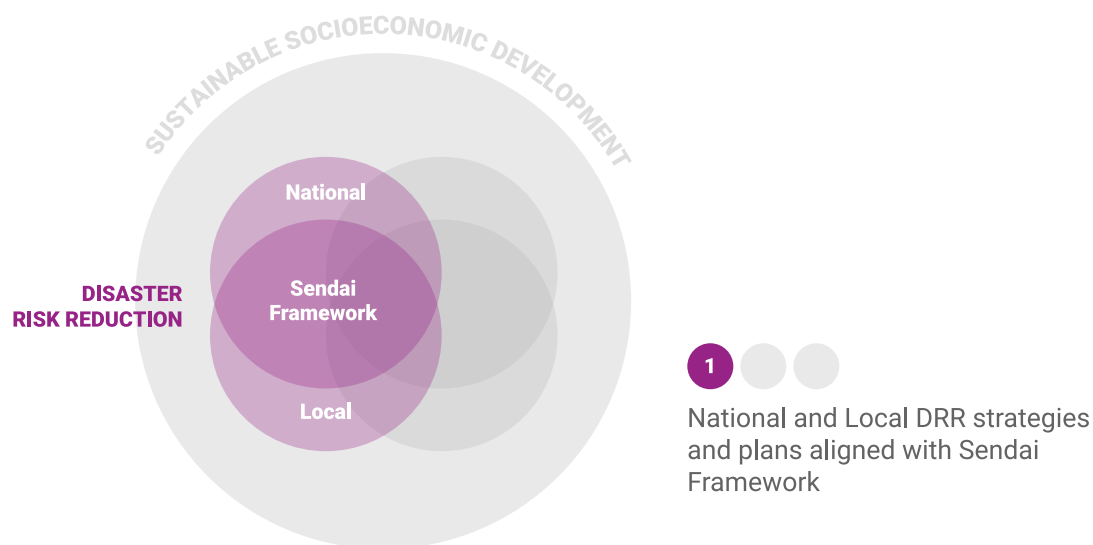 SUSTAINABLE SOCIOECONOMIC DEVELOPMENT
National
Sendai
Framework
Local
DISASTER
RISK REDUCTION
1
National and Local DRR strategies
and plans aligned with Sendai
Framework